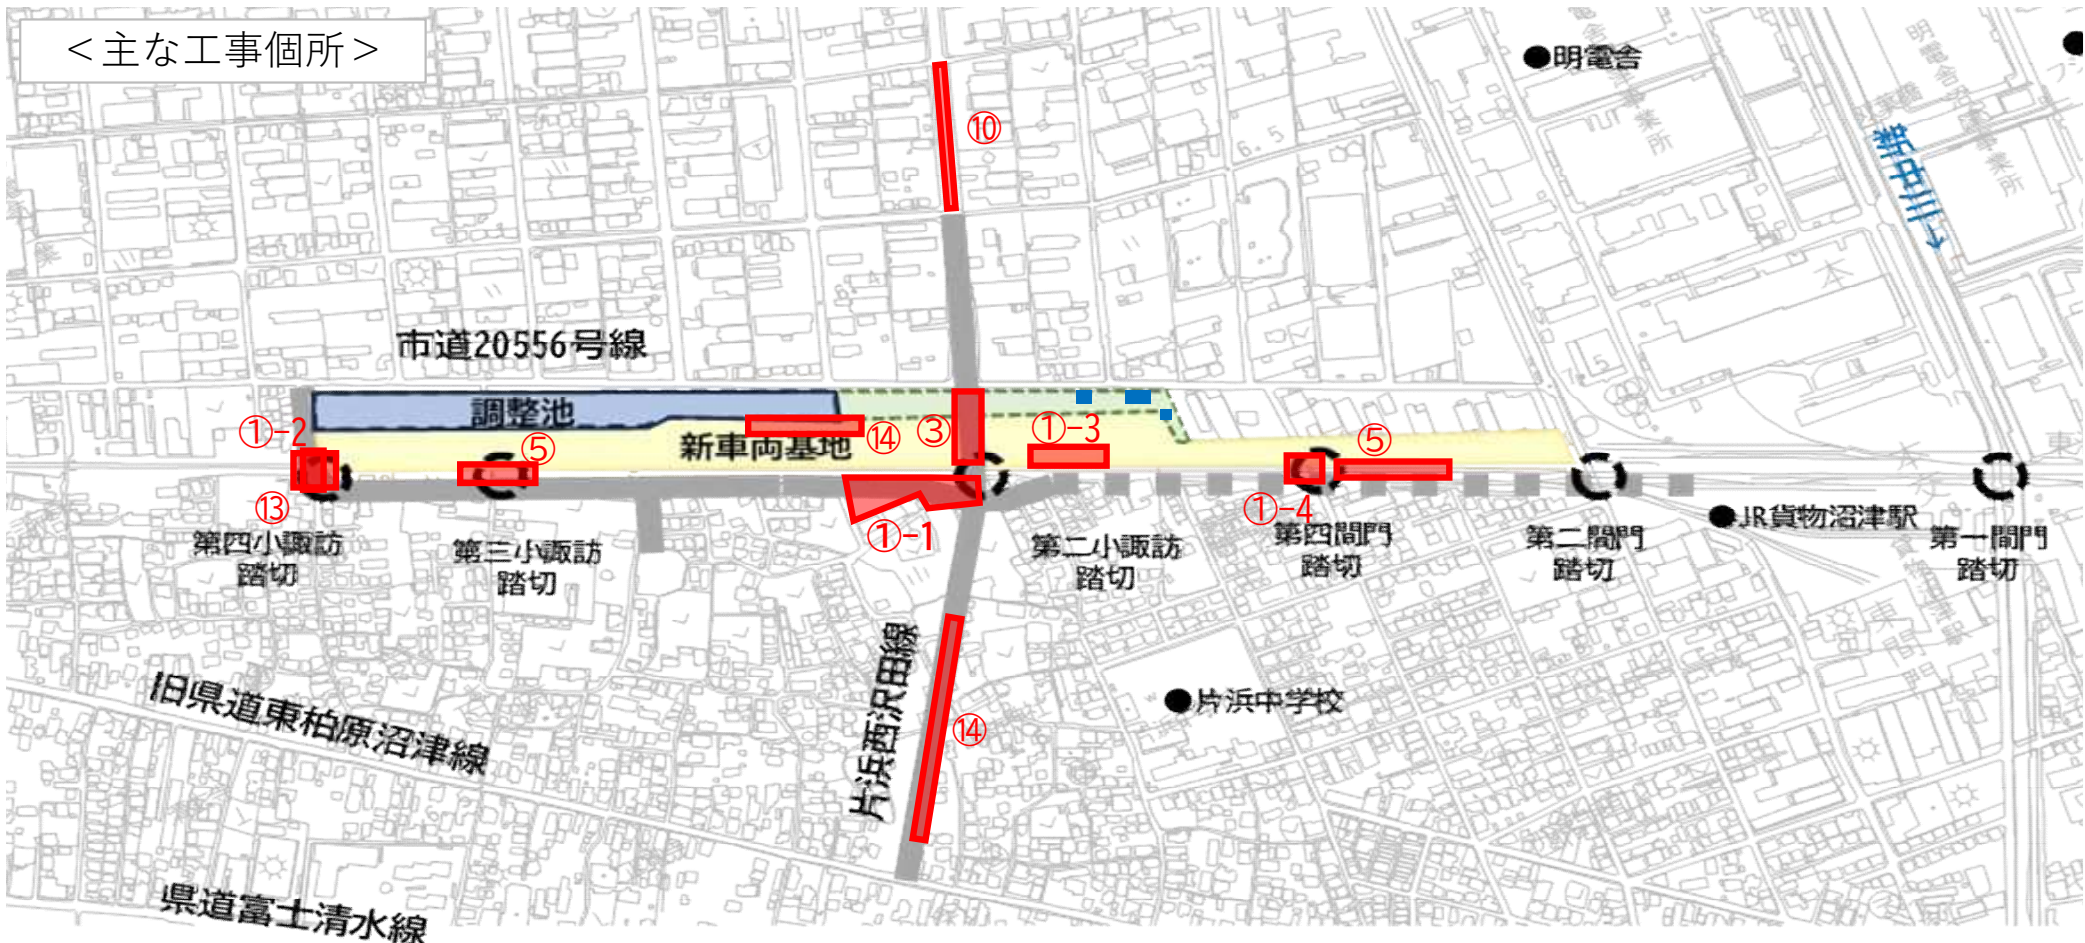 ＜主な工事個所＞
●明電舎
新中川→
⑩
市道20556号線
調整池
新車両基地
①-2
⑤
⑭
③
①-3
⑤
⑬
①-1
①-4
第四小諏訪
踏切
第三小諏訪
踏切
第二小諏訪
踏切
第四間門
踏切
第二間門
踏切
●JR貨物沼津駅
第一間門
踏切
片浜西沢田線
⑭
●片浜中学校
旧県道東柏原沼津線
県道富士清水線